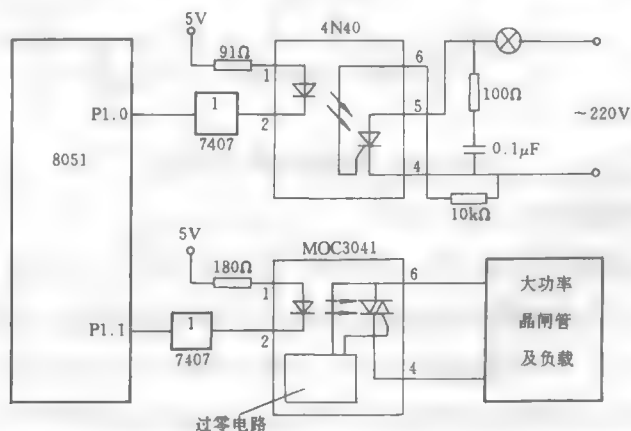 5V
4N40
91Ω
1
6
100Ω
5
P1.0
1
2
~220V
7407
8051
0.1μF
4
10kΩ
5V
MOC3041
180Ω
1
6
大功率
晶闸管
及负载
P1.1
1
2
7407
4
过零电路